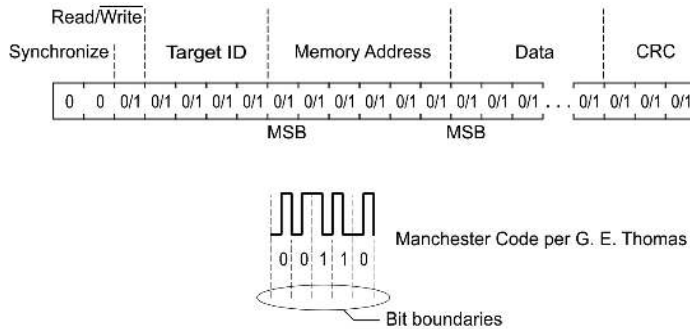 Read/Write
Synchronize Target ID Memory Address Data CRC
0 0 0/1 0/1 0/1 0/1 0/1 0/1 0/1 0/1 0/1 0/1 0/1 0/1 0/1 0/1 0/1 ... 0/1 0/1 0/1 0/1
MSB MSB
Manchester Code per G. E. Thomas
0 0 1 1 0
Bit boundaries